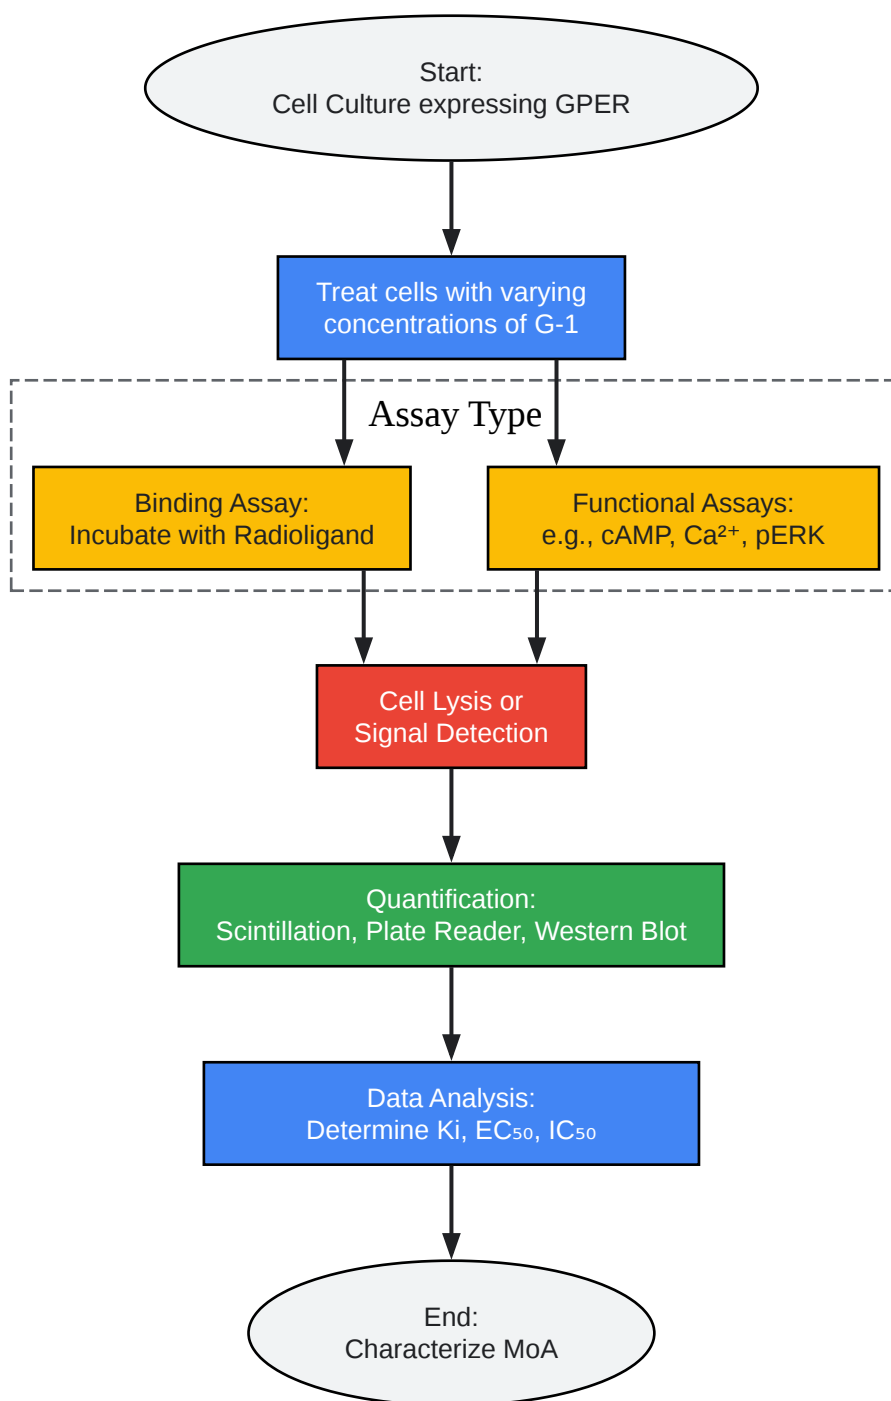 Start:
Cell Culture expressing GPER
Treat cells with varying
concentrations of G-1
Assay Type
Binding Assay:
Incubate with Radioligand
Functional Assays:
e.g., cAMP, Ca²⁺, pERK
Cell Lysis or
Signal Detection
Quantification:
Scintillation, Plate Reader, Western Blot
Data Analysis:
Determine Ki, EC₅₀, IC₅₀
End:
Characterize MoA